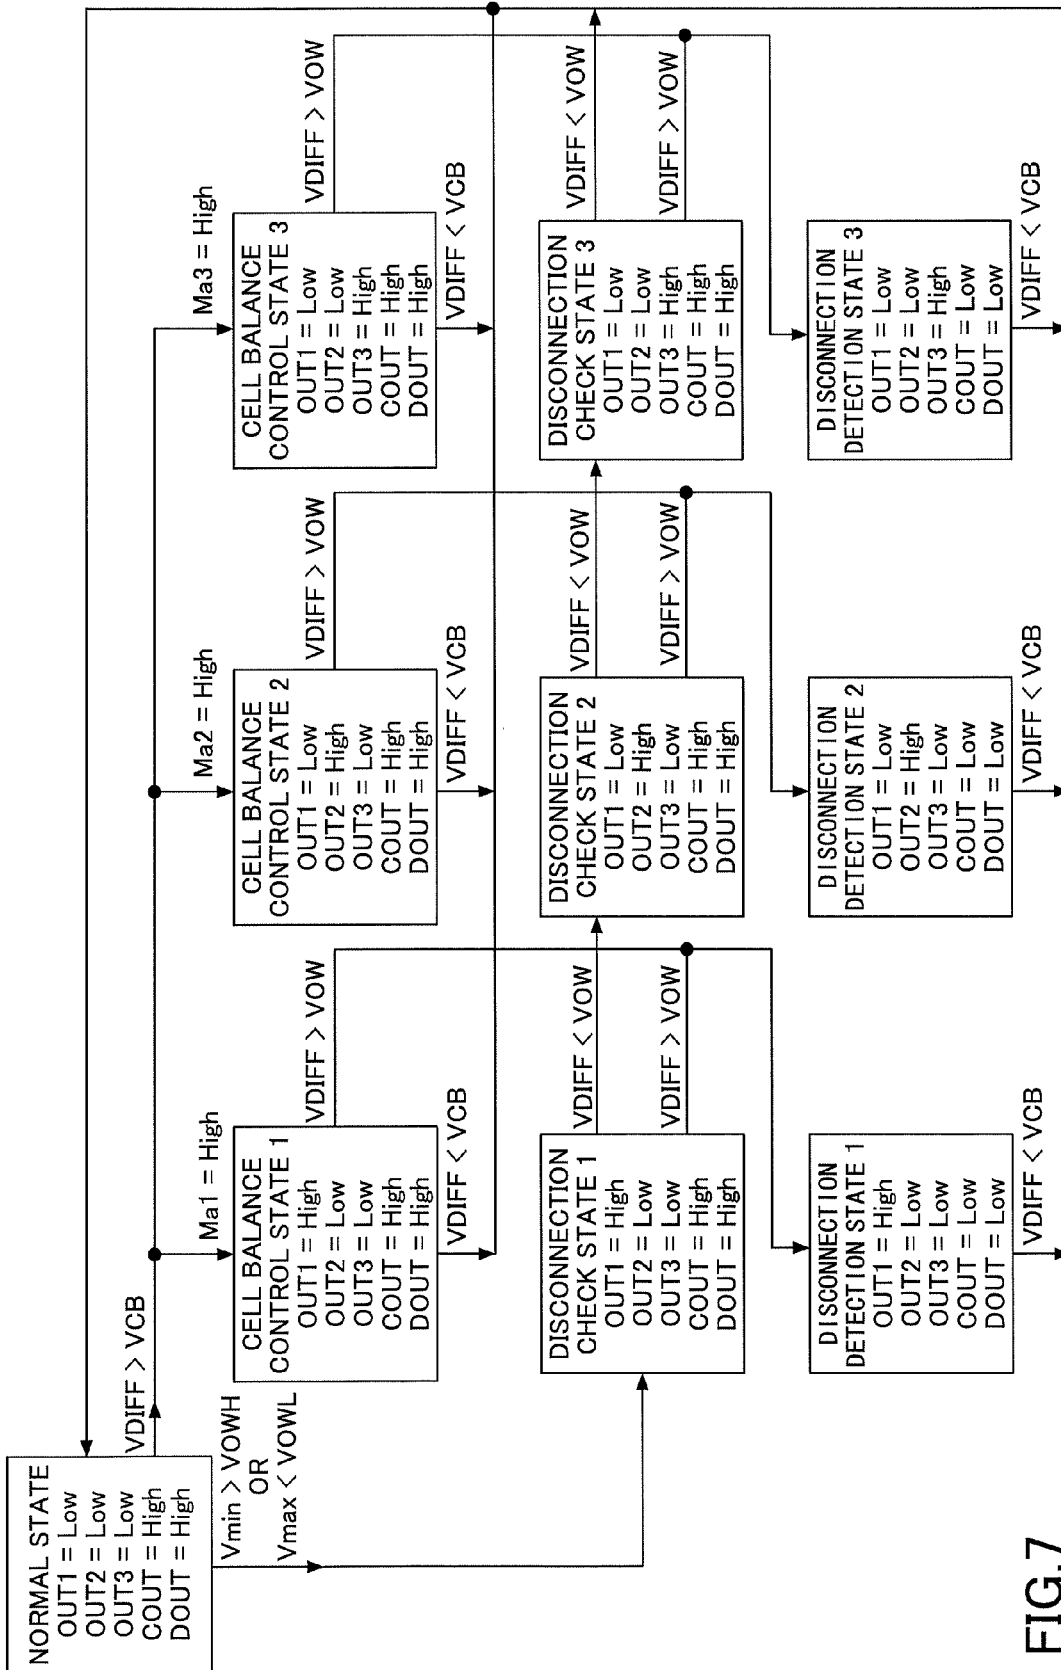 NORMAL STATE
OUT1 = Low
OUT2 = Low
OUT3 = Low
COUT = High
DOUT = High
VDIFF > VCB
Vmin > VOWH
OR
Vmax < VOWL
Ma1 = High
CELL BALANCE
CONTROL STATE 1
OUT1 = High
OUT2 = Low
OUT3 = Low
COUT = High
DOUT = High
VDIFF > VOW
VDIFF < VCB
Ma2 = High
CELL BALANCE
CONTROL STATE 2
OUT1 = Low
OUT2 = High
OUT3 = Low
COUT = High
DOUT = High
VDIFF > VOW
VDIFF < VCB
Ma3 = High
CELL BALANCE
CONTROL STATE 3
OUT1 = Low
OUT2 = Low
OUT3 = High
COUT = High
DOUT = High
VDIFF > VOW
VDIFF < VCB
DISCONNECTION
CHECK STATE 1
OUT1 = High
OUT2 = Low
OUT3 = Low
COUT = High
DOUT = High
VDIFF < VOW
VDIFF > VOW
DISCONNECTION
CHECK STATE 2
OUT1 = Low
OUT2 = High
OUT3 = Low
COUT = High
DOUT = High
VDIFF < VOW
VDIFF > VOW
DISCONNECTION
CHECK STATE 3
OUT1 = Low
OUT2 = Low
OUT3 = High
COUT = High
DOUT = High
VDIFF < VOW
VDIFF > VOW
DISCONNECTION
DETECTION STATE 1
OUT1 = High
OUT2 = Low
OUT3 = Low
COUT = Low
DOUT = Low
VDIFF < VCB
DISCONNECTION
DETECTION STATE 2
OUT1 = Low
OUT2 = High
OUT3 = Low
COUT = Low
DOUT = Low
VDIFF < VCB
DISCONNECTION
DETECTION STATE 3
OUT1 = Low
OUT2 = Low
OUT3 = High
COUT = Low
DOUT = Low
VDIFF < VCB
FIG.7